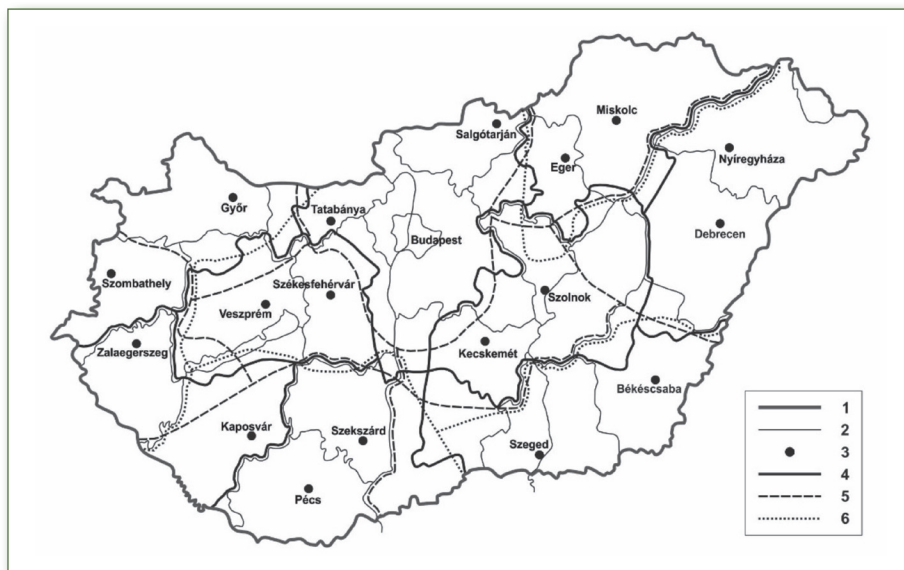 Miskolc
Salgótarján
Nyíregyháza
Eger
Győr
Tatabánya
Budapest
Debrecen
Szombathely
Székesfehérvár
Szolnok
Veszprém
Zalaegerszeg
Kecskemét
Békéscsaba
Kaposvár
Szekszárd
Szeged
Pécs
1
2
3
4
5
6